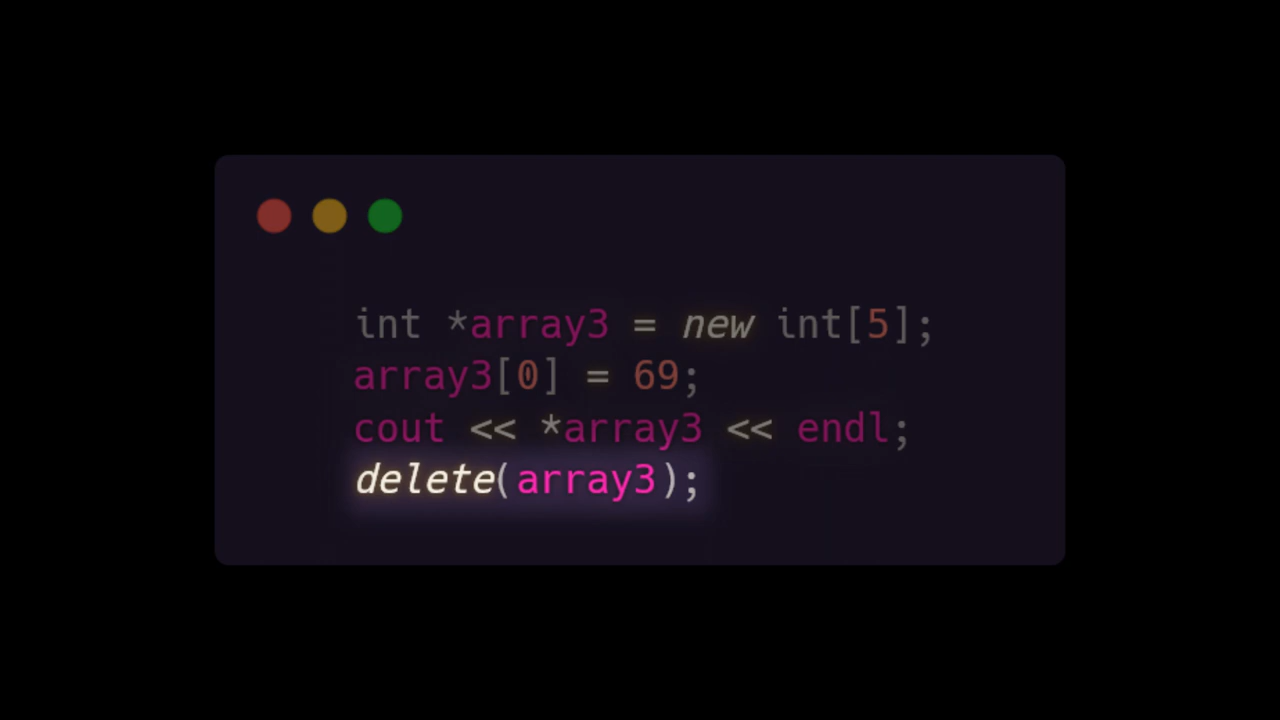 int *array3 = new int[5];
array3[0] = 69;
cout << *array3 << endl;
delete(array3);